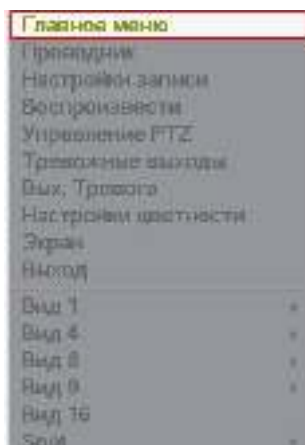 Главное меню
Проводник
Настройки записи
Воспроизвести
Управление PTZ
Тревожные выходы
Вых. Тревога
Настройки цветности
Экран
Выход
Вид 1
Вид 4
Вид 8
Вид 9
Вид 16